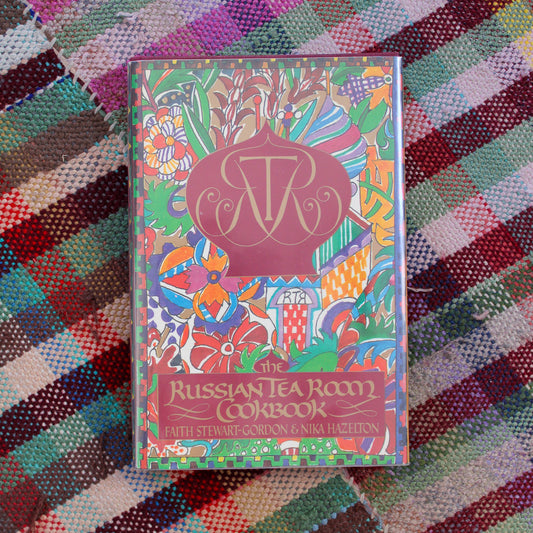 RTR
RTR
THE
RUSSIAN TEA ROOM
COOKBOOK
FAITH STEWART-GORDON & NIKA HAZELTON